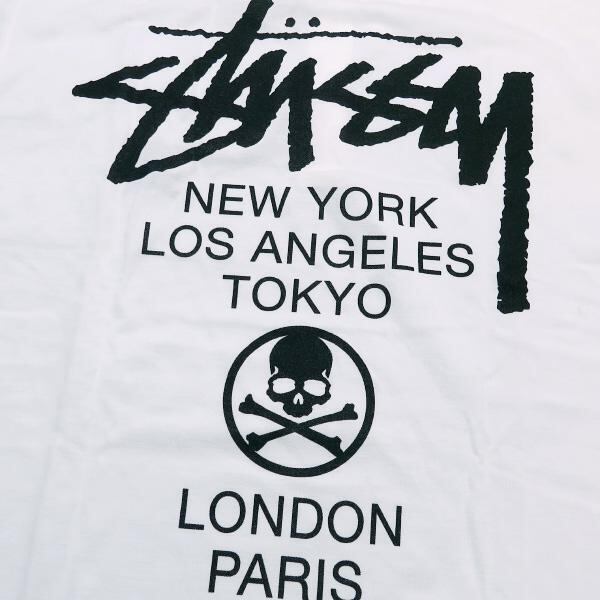 Stüssy
NEW YORK
LOS ANGELES
TOKYO
LONDON
PARIS